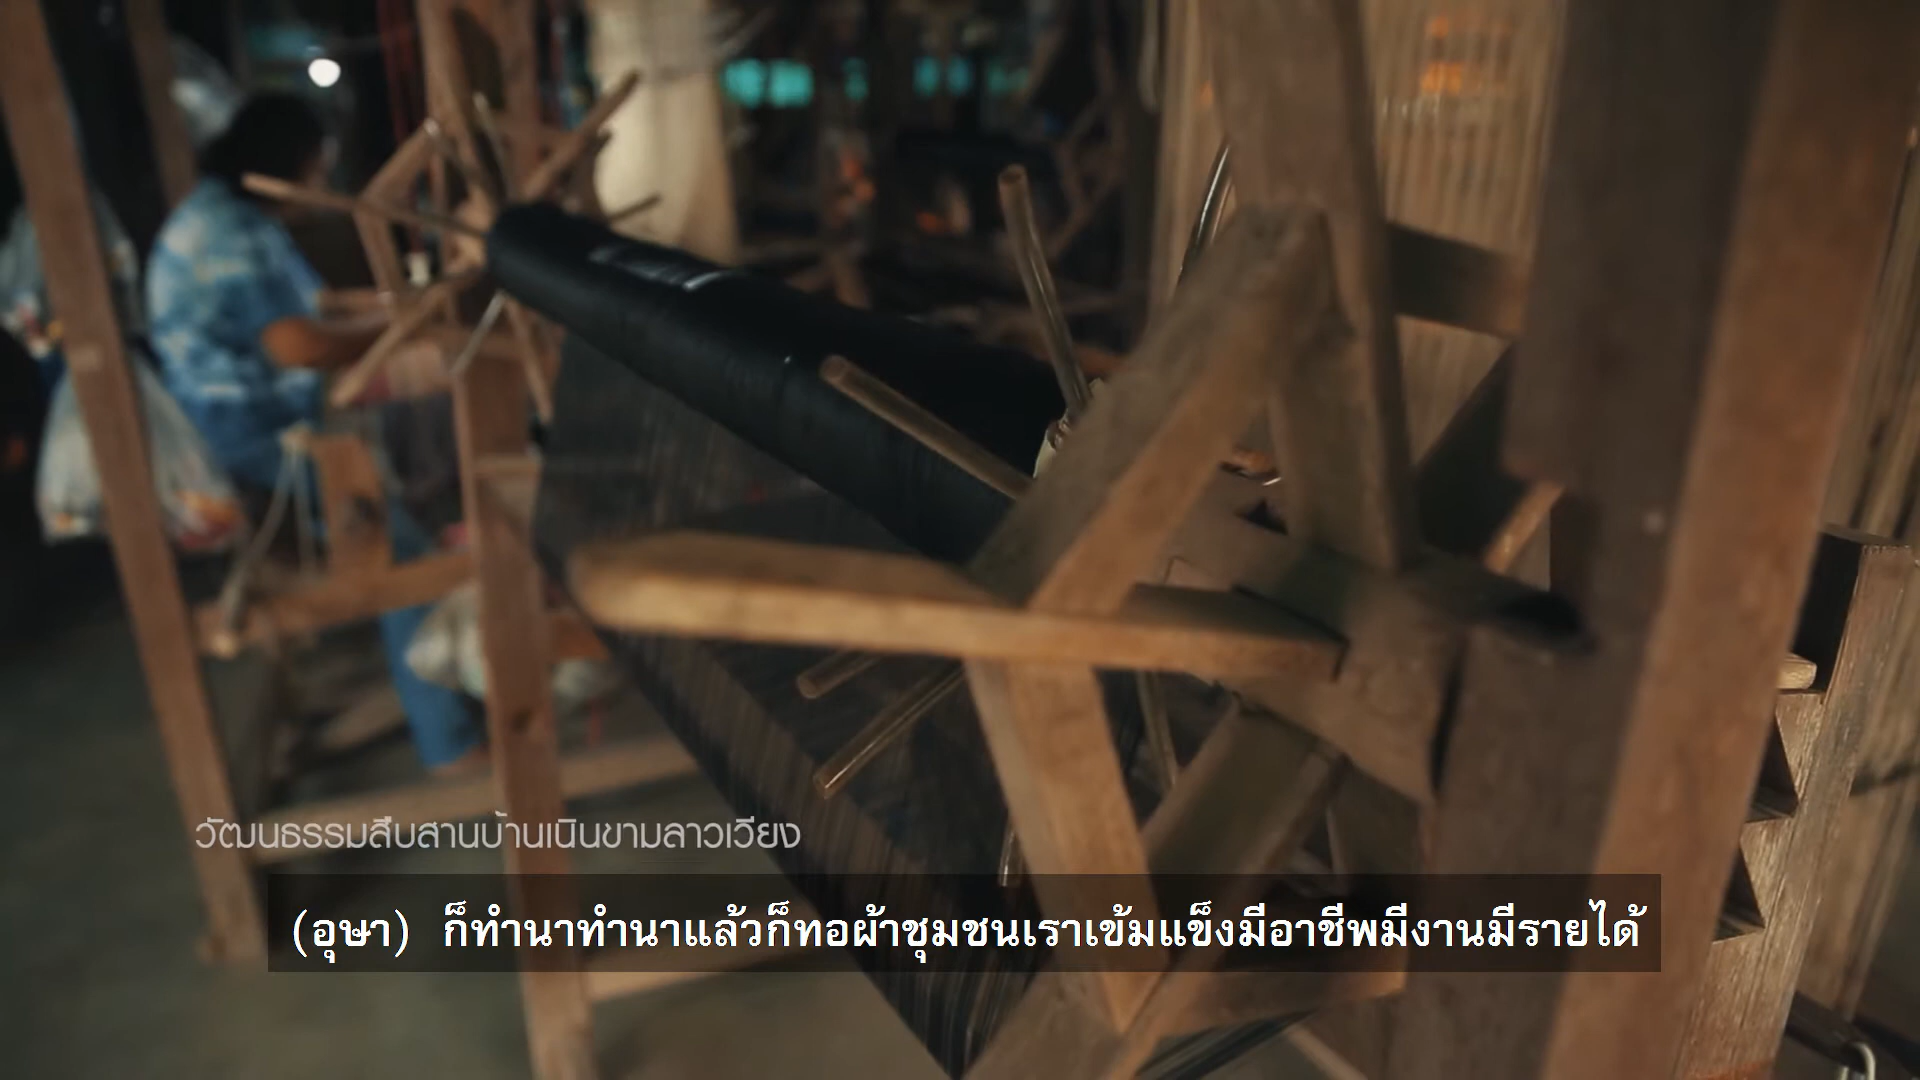 วัฒนธรรมสืบสานบ้านเนินขามลาวเวียง
(อุษา) ก็ทำนาทำนาแล้วก็ทอผ้าชุมชนเราเข้มแข็งมีอาชีพมีงานมีรายได้